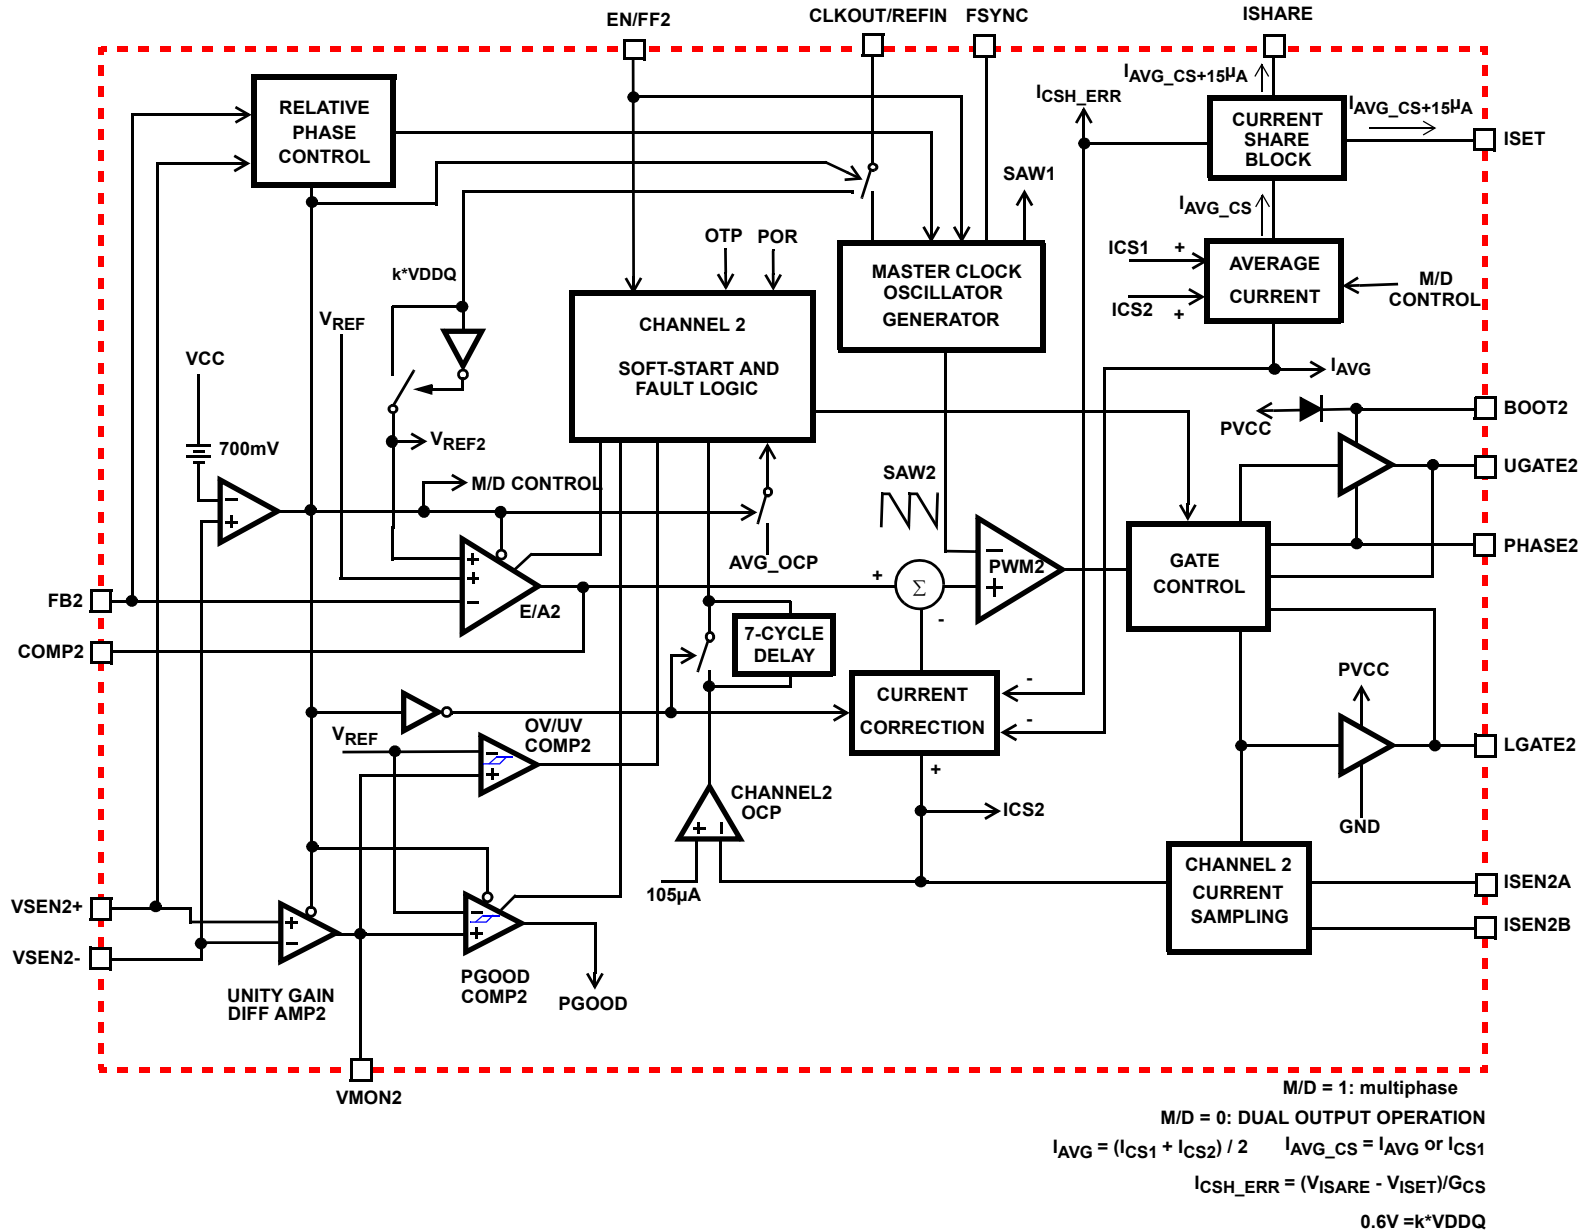 EN/FF2
CLKOUT/REFIN
FSYNC
ISHARE
IAVG_CS+15µA
ICSH_ERR
IAVG_CS+15µA
RELATIVE
PHASE
CONTROL
CURRENT
SHARE
BLOCK
ISET
SAW1
IAVG_CS
OTP
POR
ICS1
+
AVERAGE
CURRENT
M/D
CONTROL
ICS2
+
k*VDDQ
MASTER CLOCK
OSCILLATOR
GENERATOR
VREF
CHANNEL 2
SOFT-START AND
FAULT LOGIC
VCC
IAVG
BOOT2
PVCC
VREF2
700mV
UGATE2
SAW2
M/D CONTROL
−
+
PHASE2
AVG_OCP
+
+
−
E/A2
+
Σ
-
−
+
PWM2
GATE
CONTROL
FB2
COMP2
7-CYCLE
DELAY
PVCC
CURRENT
CORRECTION
-
-
+
OV/UV
COMP2
VREF
−
+
LGATE2
CHANNEL2
OCP
+
−
ICS2
GND
105µA
CHANNEL 2
CURRENT
SAMPLING
ISEN2A
ISEN2B
VSEN2+
VSEN2-
+
−
−
+
UNITY GAIN
DIFF AMP2
PGOOD
COMP2
PGOOD
VMON2
M/D = 1: multiphase
M/D = 0: DUAL OUTPUT OPERATION
IAVG = (ICS1 + ICS2) / 2 IAVG_CS = IAVG or ICS1
ICSH_ERR = (VISARE - VISET)/GCS
0.6V =k*VDDQ